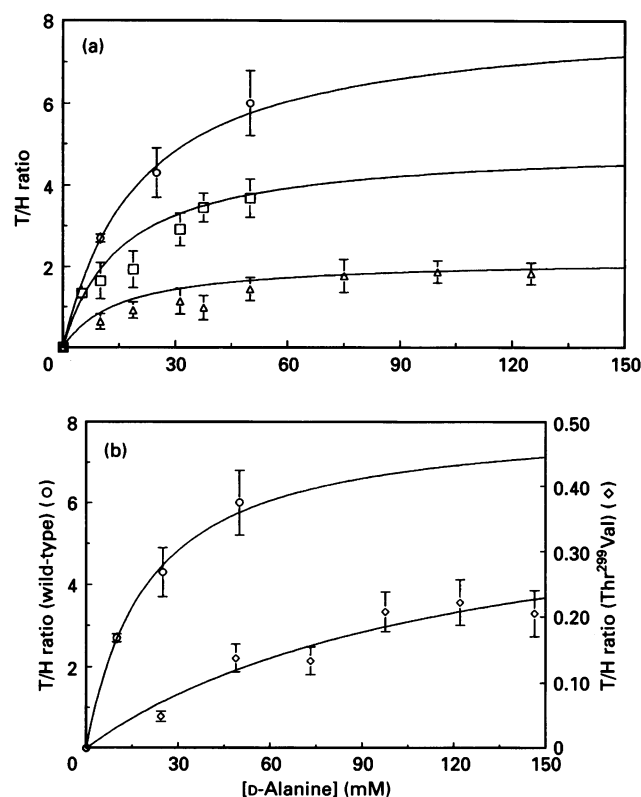 (a)
T/H ratio
8
6
4
2
0
0 30 60 90 120 150
(b)
T/H ratio (wild-type) (○)
8
6
4
2
0
0.50
0.40
0.30
0.20
0.10
0
T/H ratio (Thr²⁹⁹Val) (◇)
0 30 60 90 120 150
[D-Alanine] (mM)